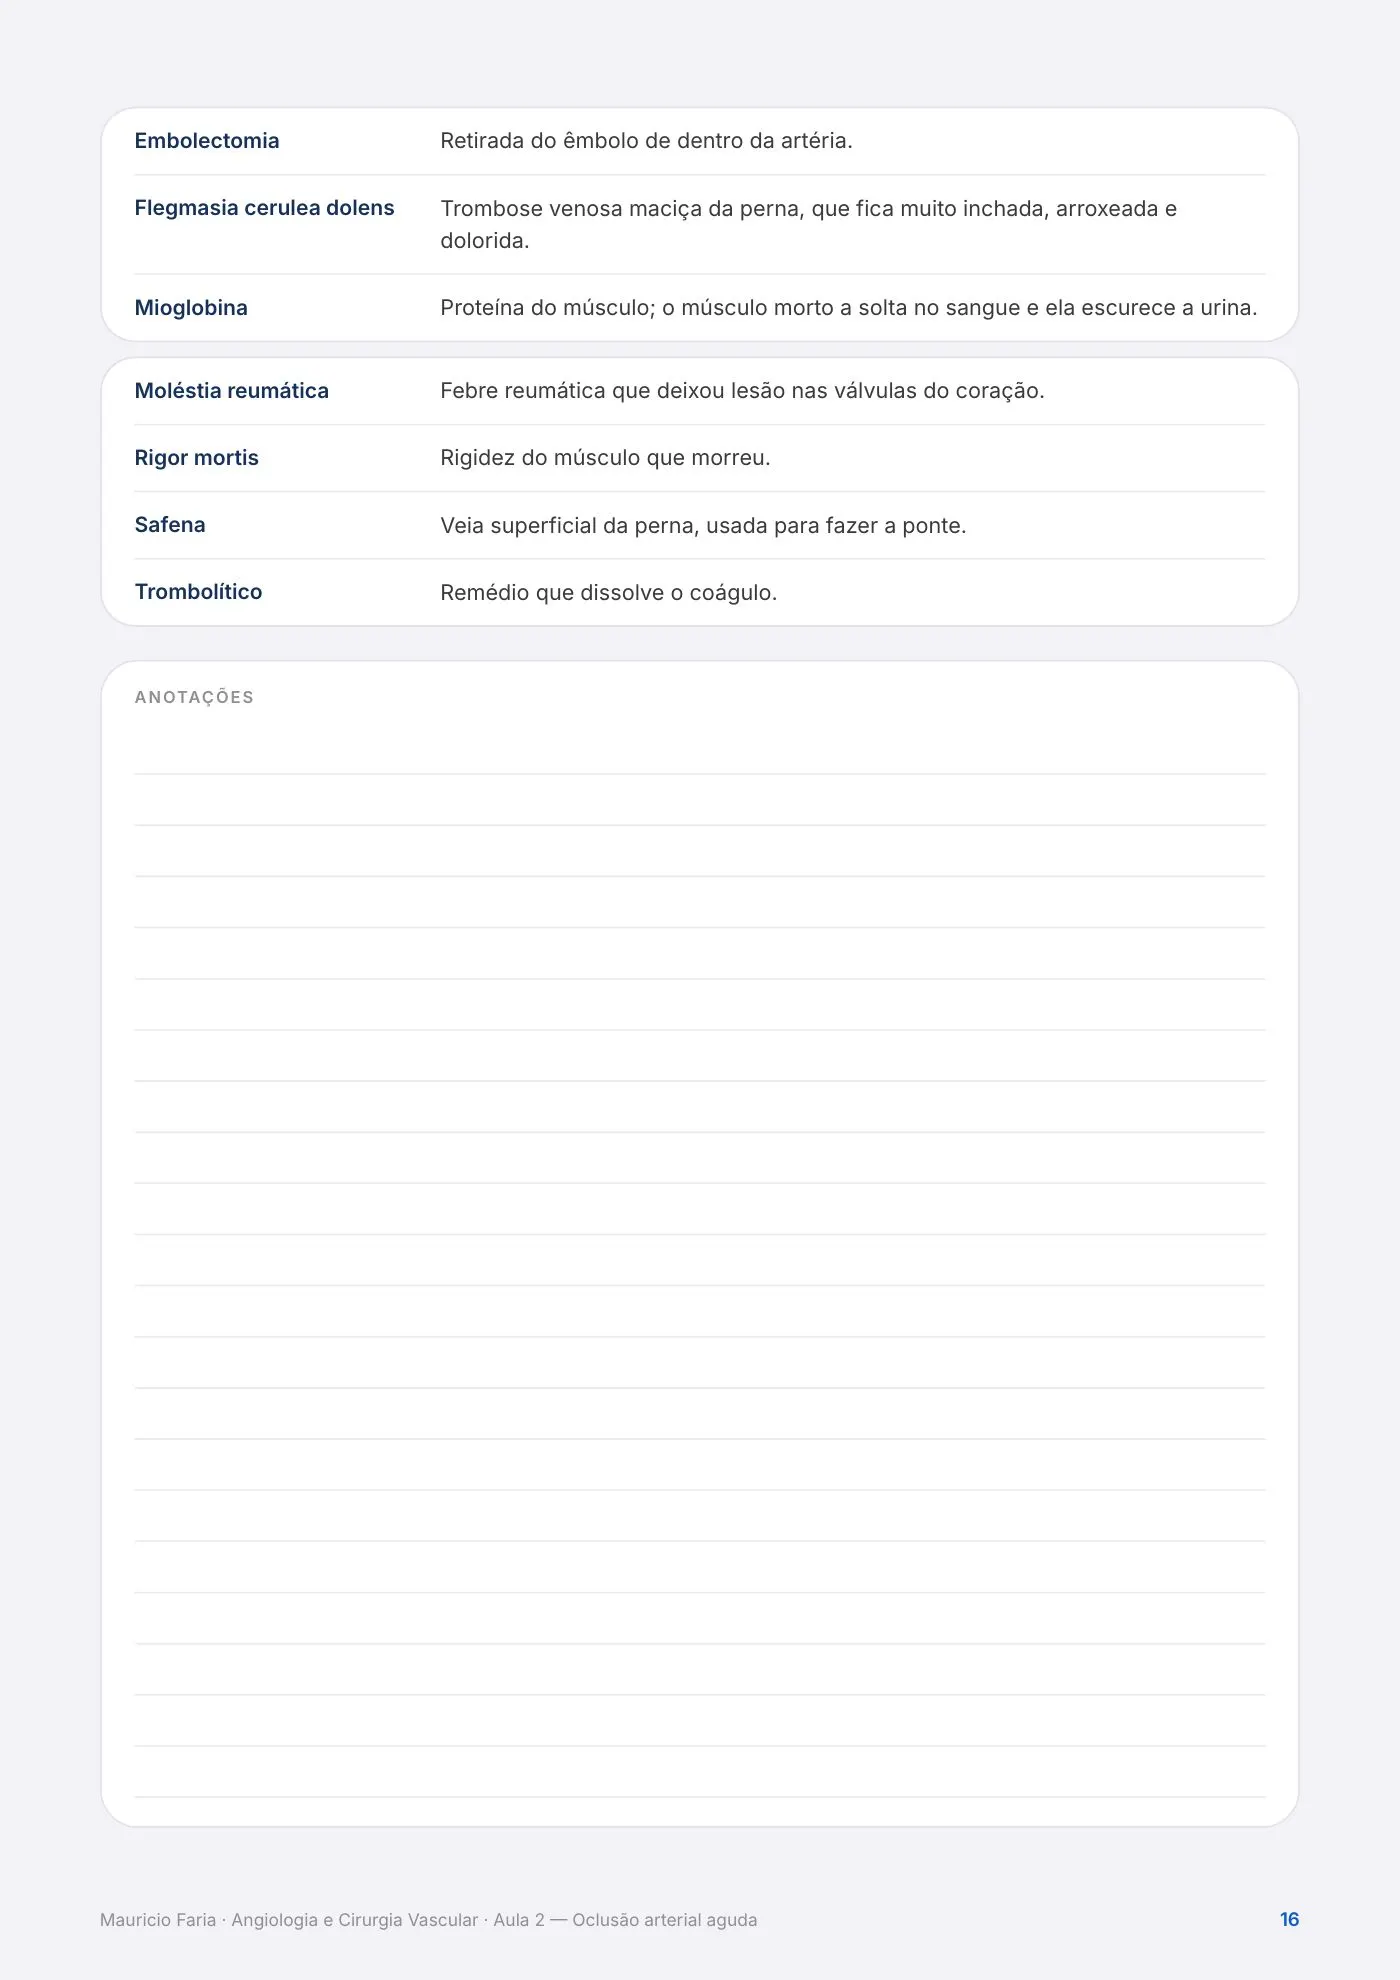 Embolectomia Retirada do êmbolo de dentro da artéria.
Flegmasia cerulea dolens Trombose venosa maciça da perna, que fica muito inchada, arroxeada e
dolorida.
Mioglobina Proteína do músculo; o músculo morto a solta no sangue e ela escurece a urina.
Moléstia reumática Febre reumática que deixou lesão nas válvulas do coração.
Rigor mortis Rigidez do músculo que morreu.
Safena Veia superficial da perna, usada para fazer a ponte.
Trombolítico Remédio que dissolve o coágulo.
ANOTAÇÕES
Mauricio Faria · Angiologia e Cirurgia Vascular · Aula 2 — Oclusão arterial aguda 16